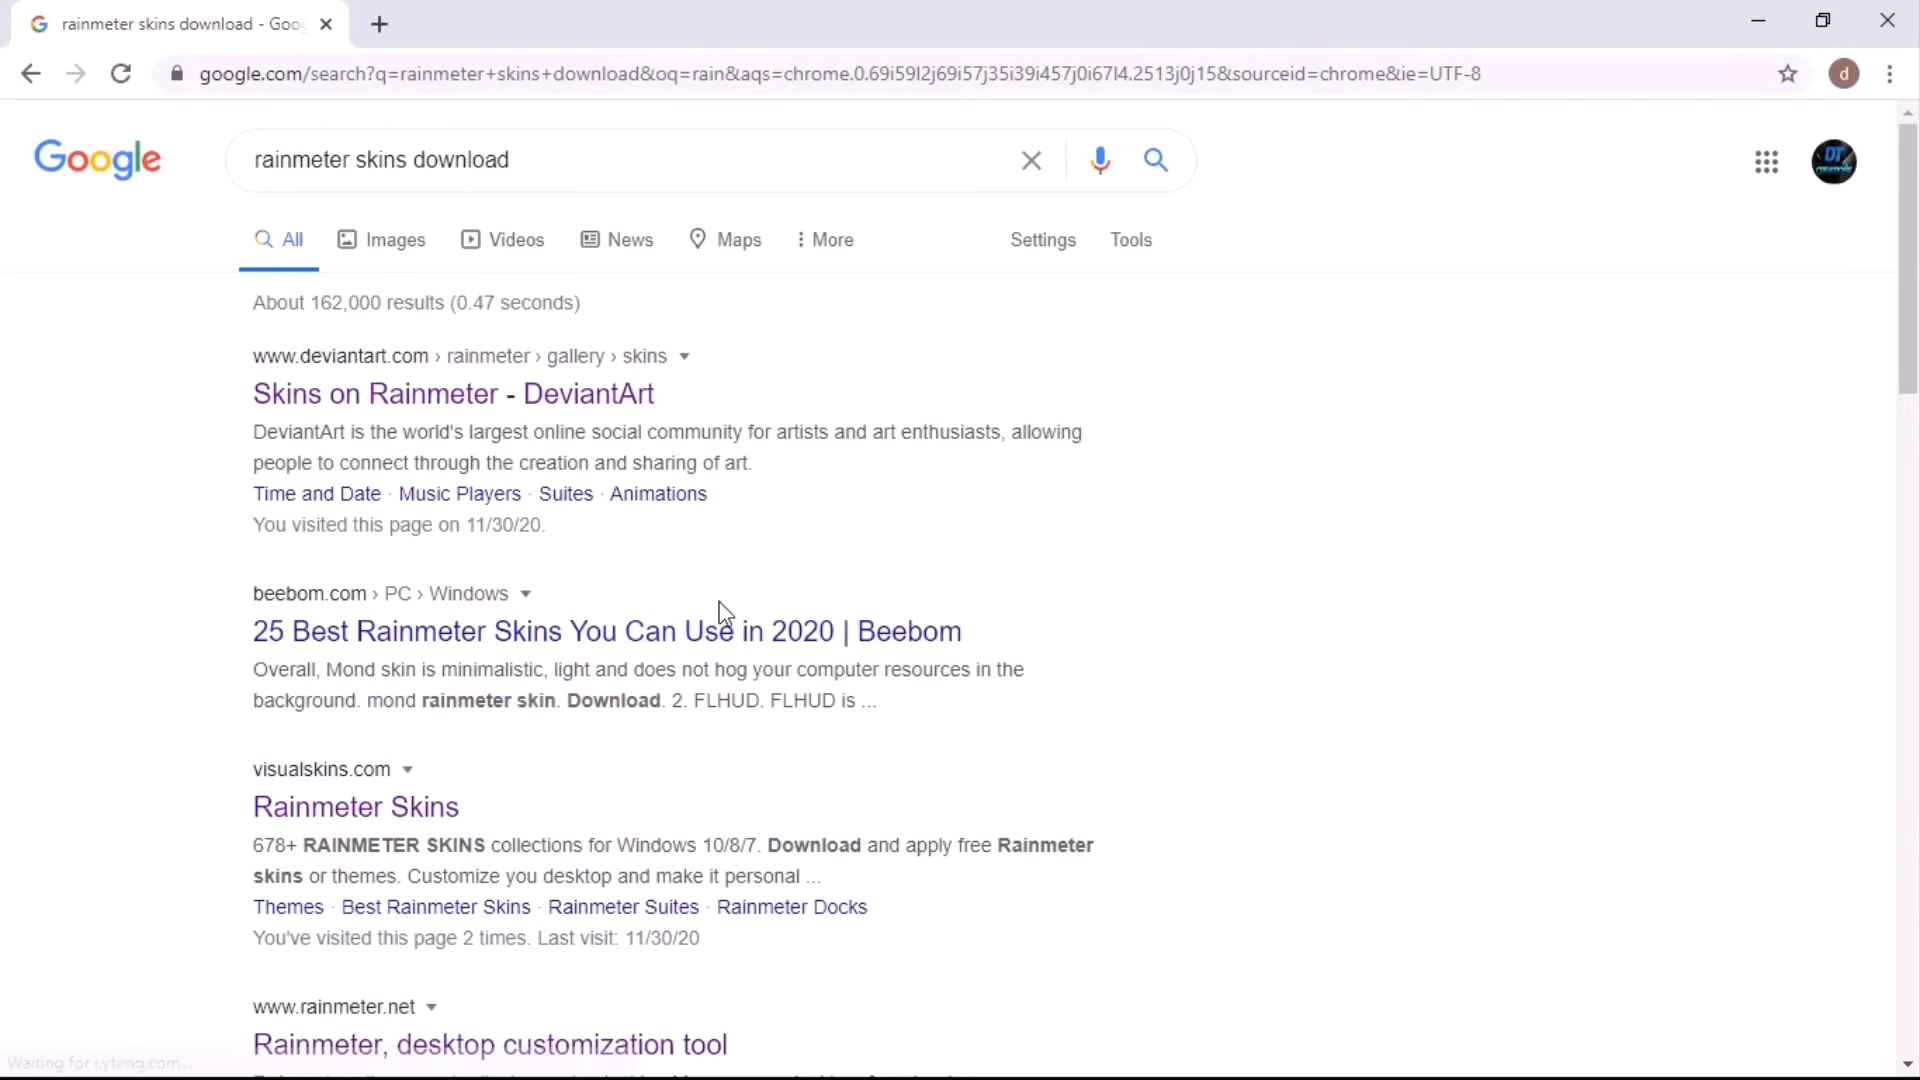 rainmeter skins download - Goo
google.com/search?q=rainmeter+skins+download&oq=rain&aqs=chrome.0.69i59l2j69i57j35i39i457j0i67l4.2513j0j15&sourceid=chrome&ie=UTF-8
d
Google
rainmeter skins download
DT
All Images Videos News Maps More Settings Tools
About 162,000 results (0.47 seconds)
www.deviantart.com › rainmeter › gallery › skins
Skins on Rainmeter - DeviantArt
DeviantArt is the world's largest online social community for artists and art enthusiasts, allowing
people to connect through the creation and sharing of art.
Time and Date · Music Players · Suites · Animations
You visited this page on 11/30/20.
beebom.com › PC › Windows
25 Best Rainmeter Skins You Can Use in 2020 | Beebom
Overall, Mond skin is minimalistic, light and does not hog your computer resources in the
background. mond rainmeter skin. Download. 2. FLHUD. FLHUD is ...
visualskins.com
Rainmeter Skins
678+ RAINMETER SKINS collections for Windows 10/8/7. Download and apply free Rainmeter
skins or themes. Customize you desktop and make it personal ...
Themes · Best Rainmeter Skins · Rainmeter Suites · Rainmeter Docks
You've visited this page 2 times. Last visit: 11/30/20
www.rainmeter.net
Rainmeter, desktop customization tool
Waiting for i.ytimg.com...